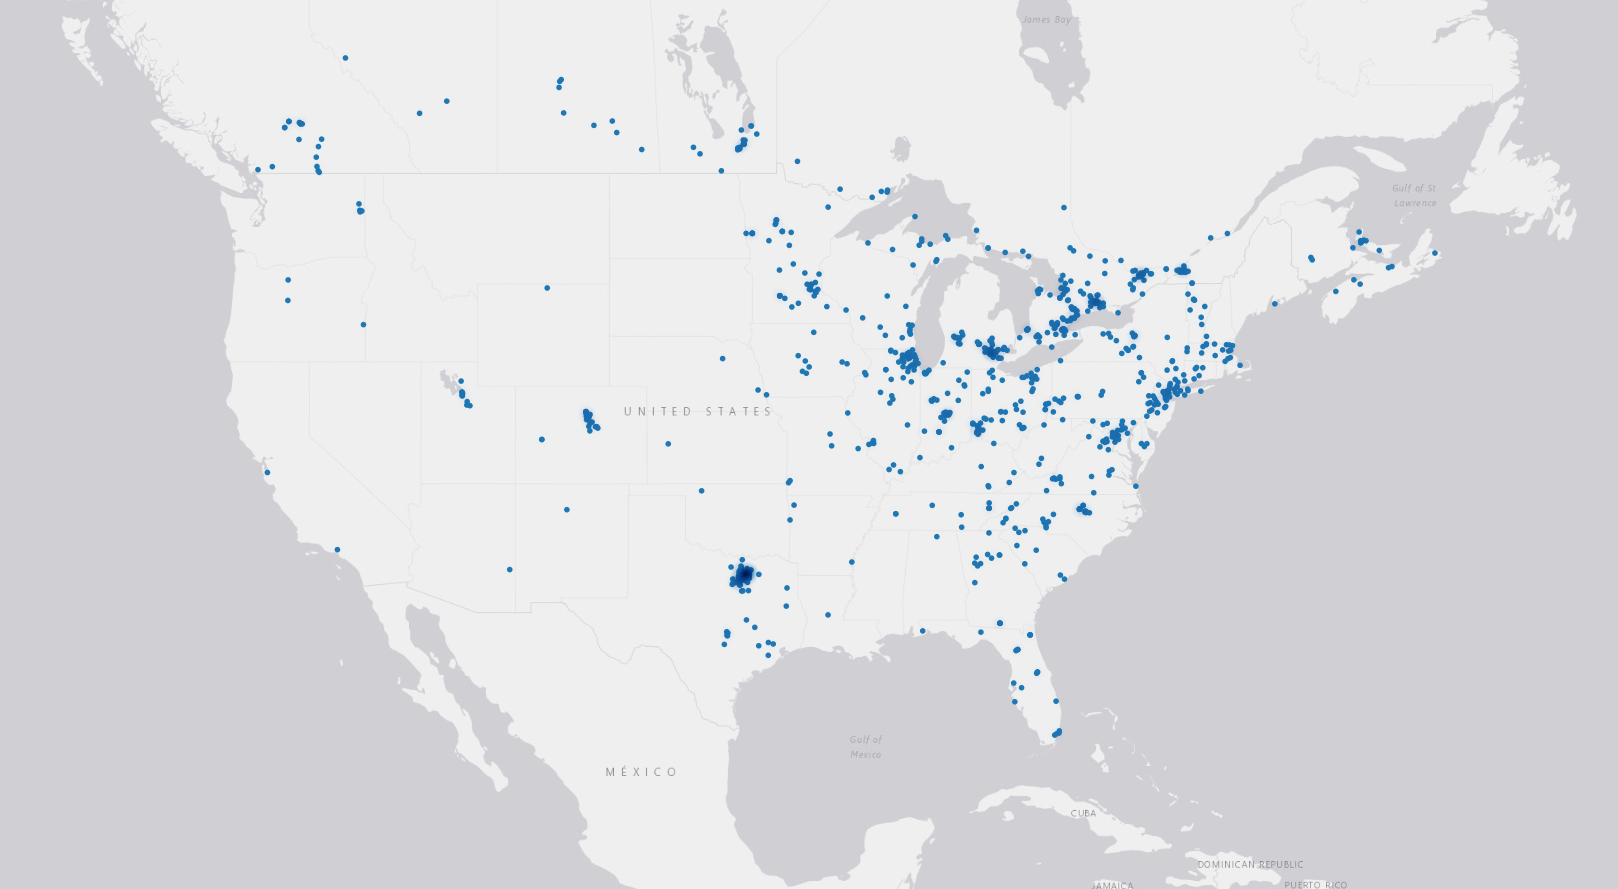 James Bay
Gulf of St
Lawrence
UNITED STATES
Gulf of
Mexico
MÉXICO
CUBA
DOMINICAN REPUBLIC
JAMAICA
PUERTO RICO